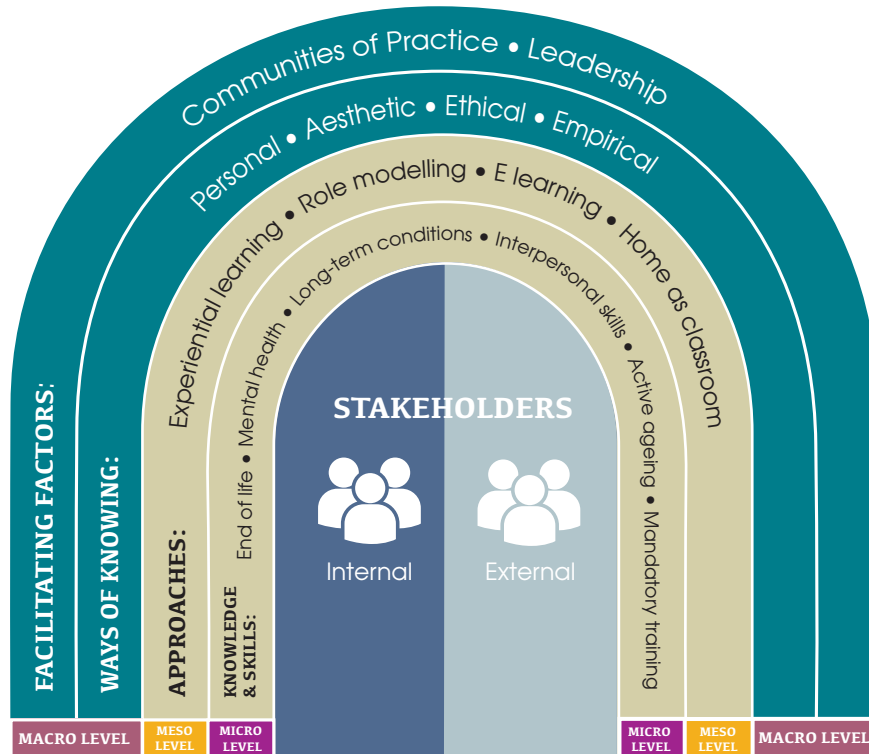 FACILITATING FACTORS:
Communities of Practice • Leadership
WAYS OF KNOWING:
Personal • Aesthetic • Ethical • Empirical
APPROACHES:
Experiential learning • Role modelling • E learning • Home as classroom
KNOWLEDGE
& SKILLS:
End of life • Mental health • Long-term conditions • Interpersonal skills • Active ageing • Mandatory training
STAKEHOLDERS
Internal
External
MACRO LEVEL
MESO
LEVEL
MICRO
LEVEL
MICRO
LEVEL
MESO
LEVEL
MACRO LEVEL